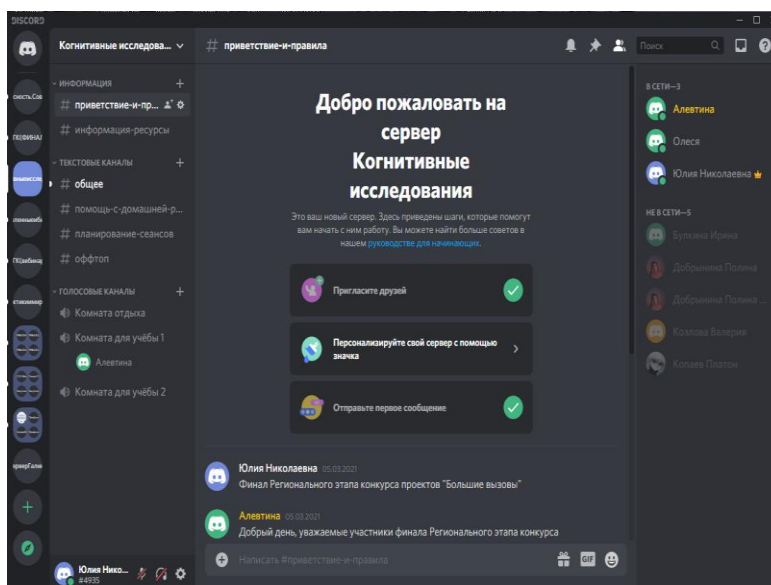 DISCORD
Когнитивные исследова...
приветствие-и-правила
Поиск
ИНФОРМАЦИЯ
приветствие-и-пр...
информация-ресурсы
ТЕКСТОВЫЕ КАНАЛЫ
общее
помощь-с-домашней-р...
планирование-сеансов
оффтоп
ГОЛОСОВЫЕ КАНАЛЫ
Комната отдыха
Комната для учёбы 1
Алевтина
Комната для учёбы 2
Юлия Нико...
#4935
Добро пожаловать на
сервер
Когнитивные
исследования
Это ваш новый сервер. Здесь приведены шаги, которые помогут
вам начать с ним работу. Вы можете найти больше советов в
нашем руководстве для начинающих.
Пригласите друзей
Персонализируйте свой сервер с помощью
значка
Отправьте первое сообщение
Юлия Николаевна 05.03.2021
Финал Регионального этапа конкурса проектов "Большие вызовы"
Алевтина 05.03.2021
Добрый день, уважаемые участники финала Регионального этапа конкурса
Написать #приветствие-и-правила
GIF
В СЕТИ—3
Алевтина
Олеся
Юлия Николаевна
НЕ В СЕТИ—5
Булкина Ирина
Добрынина Полина
Добрынина Полина ...
Козлова Валерия
Копаев Платон